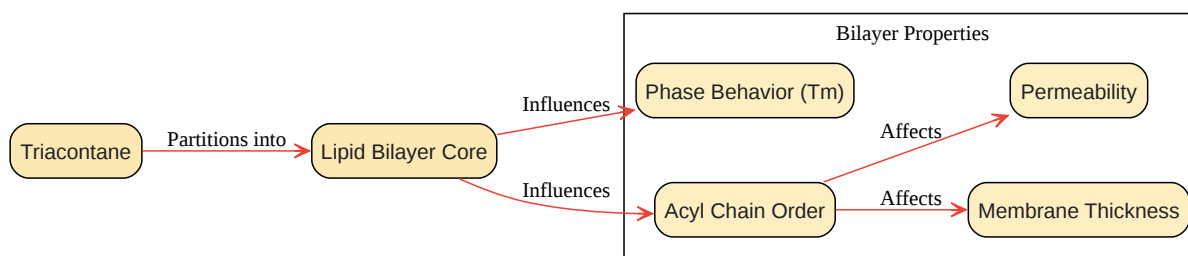 Bilayer Properties
Triacontane
Partitions into
Lipid Bilayer Core
Influences
Phase Behavior (Tm)
Influences
Acyl Chain Order
Affects
Permeability
Affects
Membrane Thickness